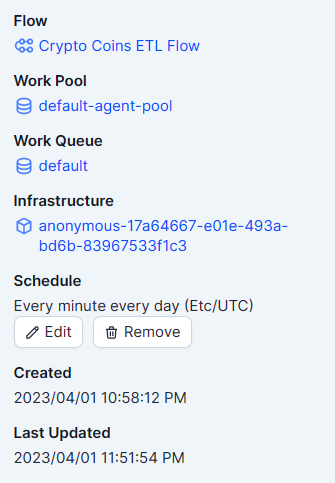 Flow
Crypto Coins ETL Flow
Work Pool
default-agent-pool
Work Queue
default
Infrastructure
anonymous-17a64667-e01e-493a-
bd6b-83967533f1c3
Schedule
Every minute every day (Etc/UTC)
Edit Remove
Created
2023/04/01 10:58:12 PM
Last Updated
2023/04/01 11:51:54 PM